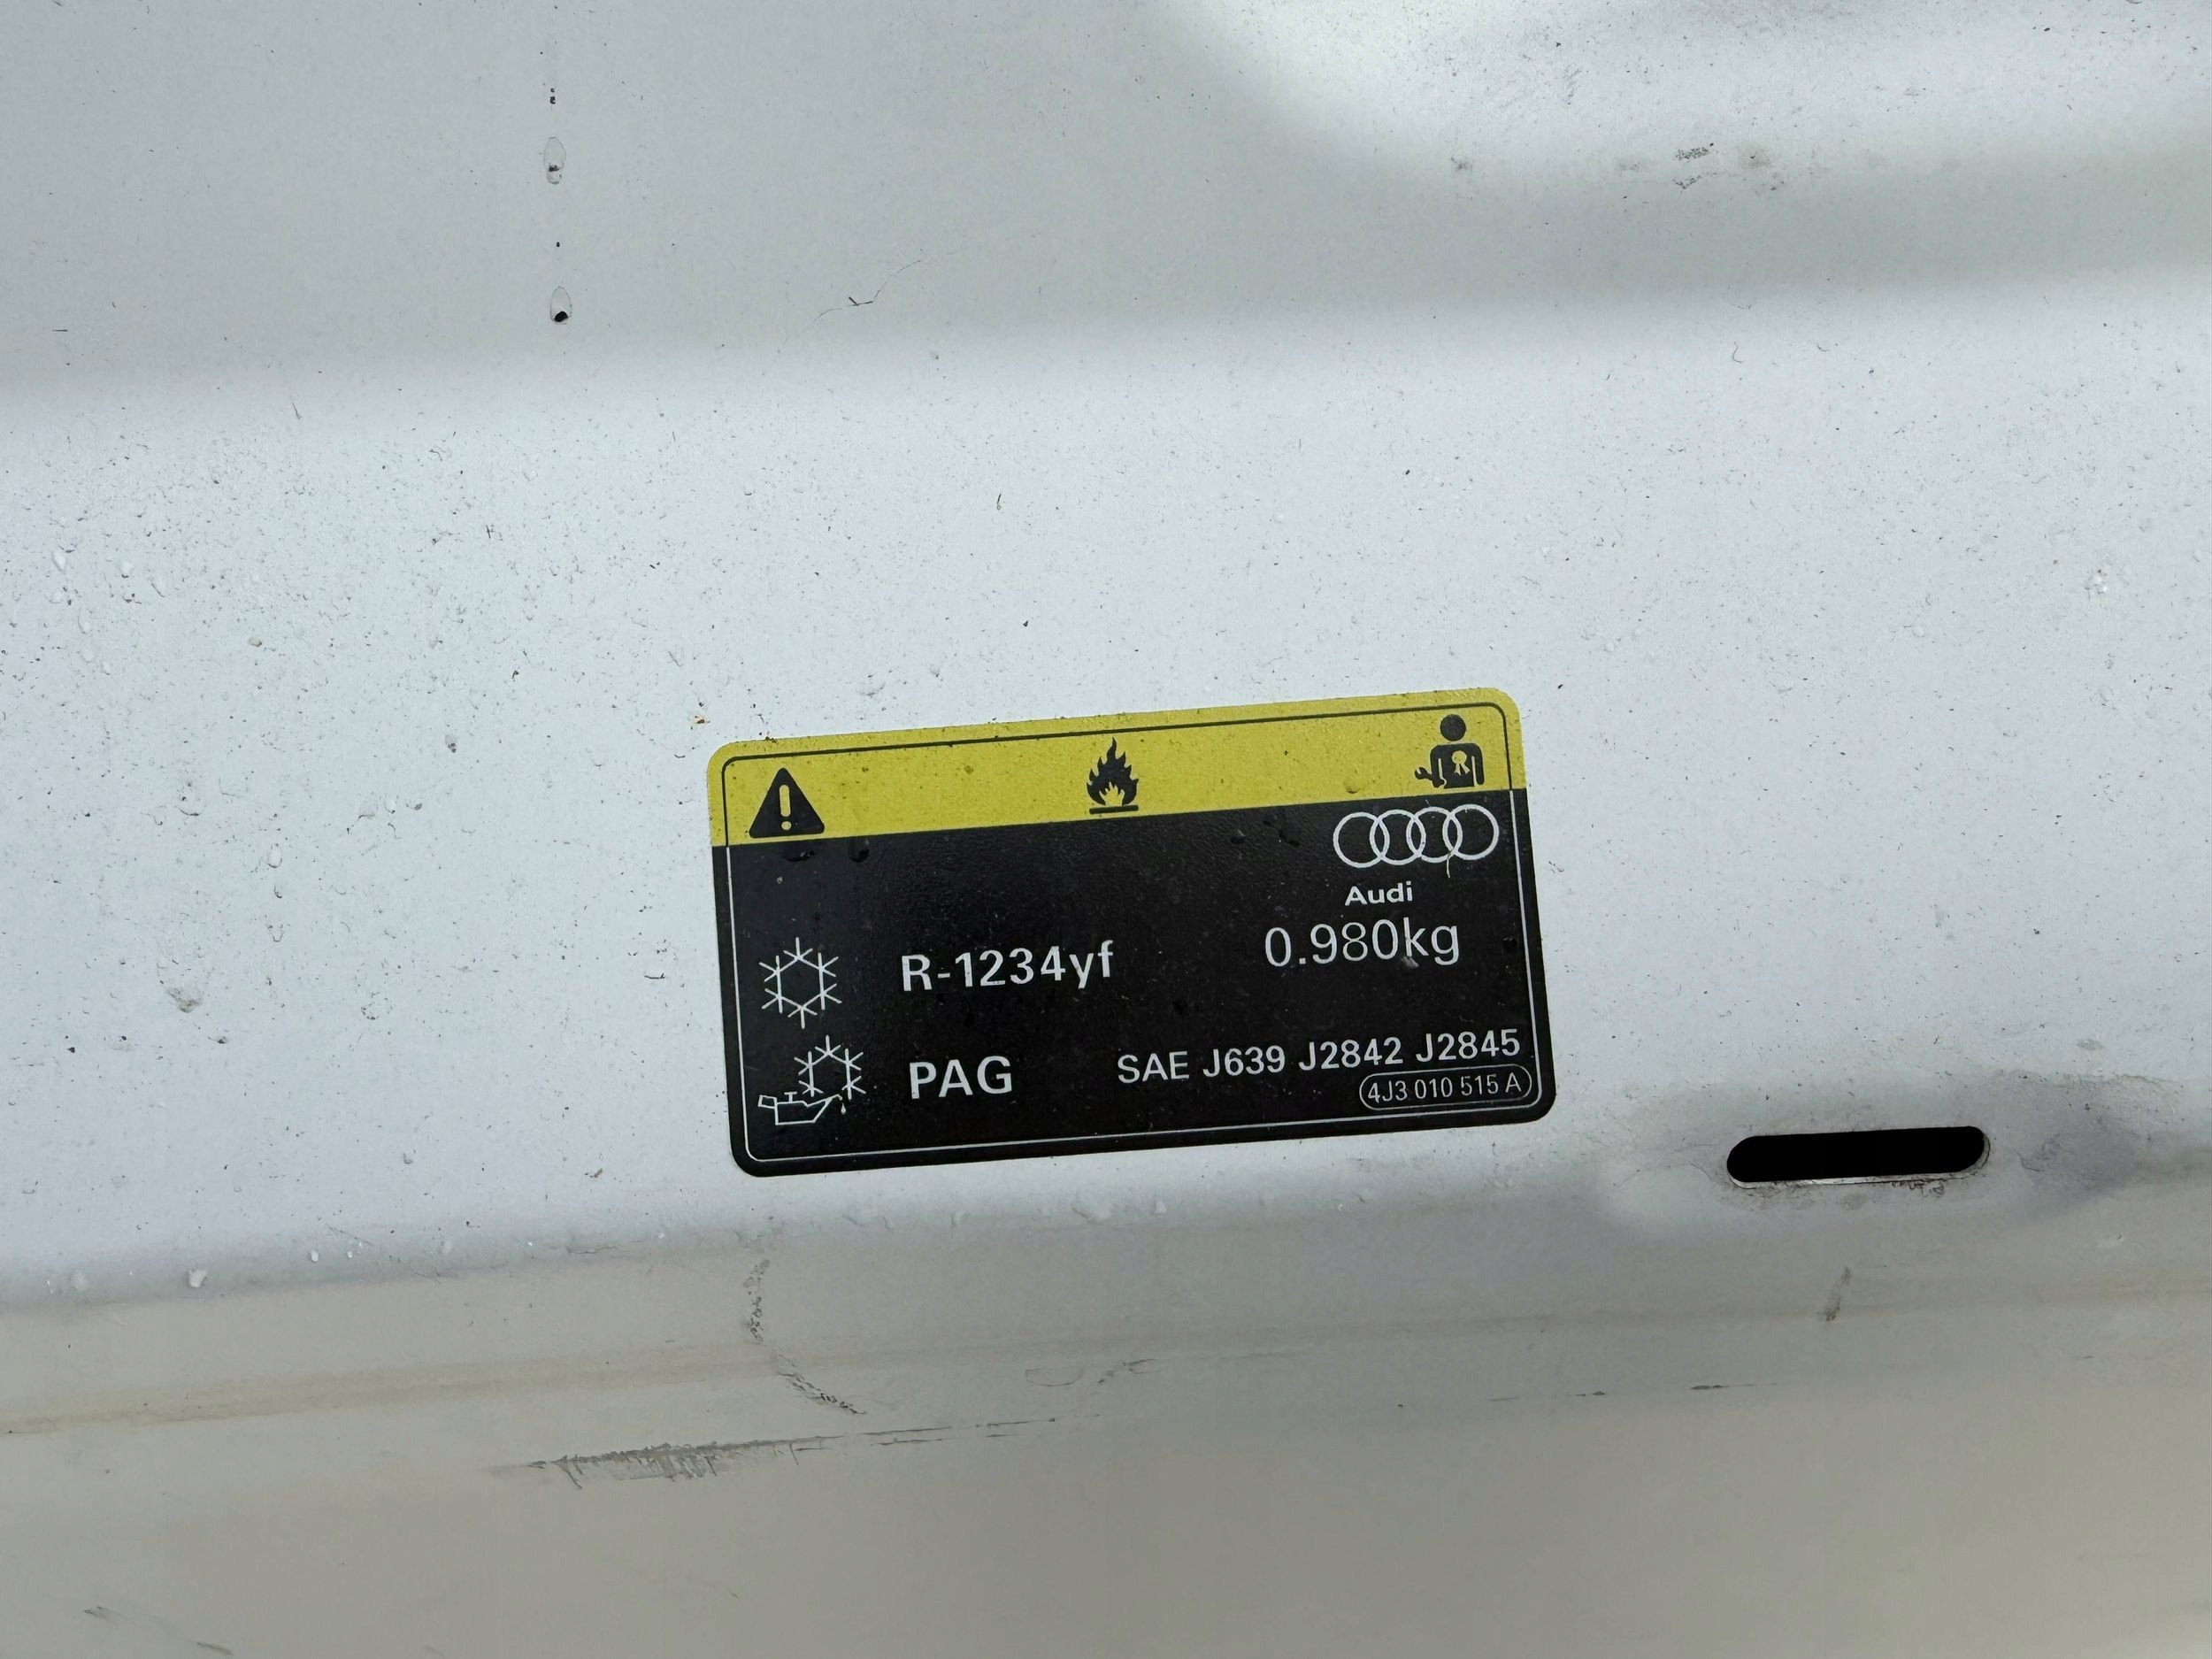 Audi
R-1234yf 0.980kg
PAG SAE J639 J2842 J2845
4J3 010 515 A